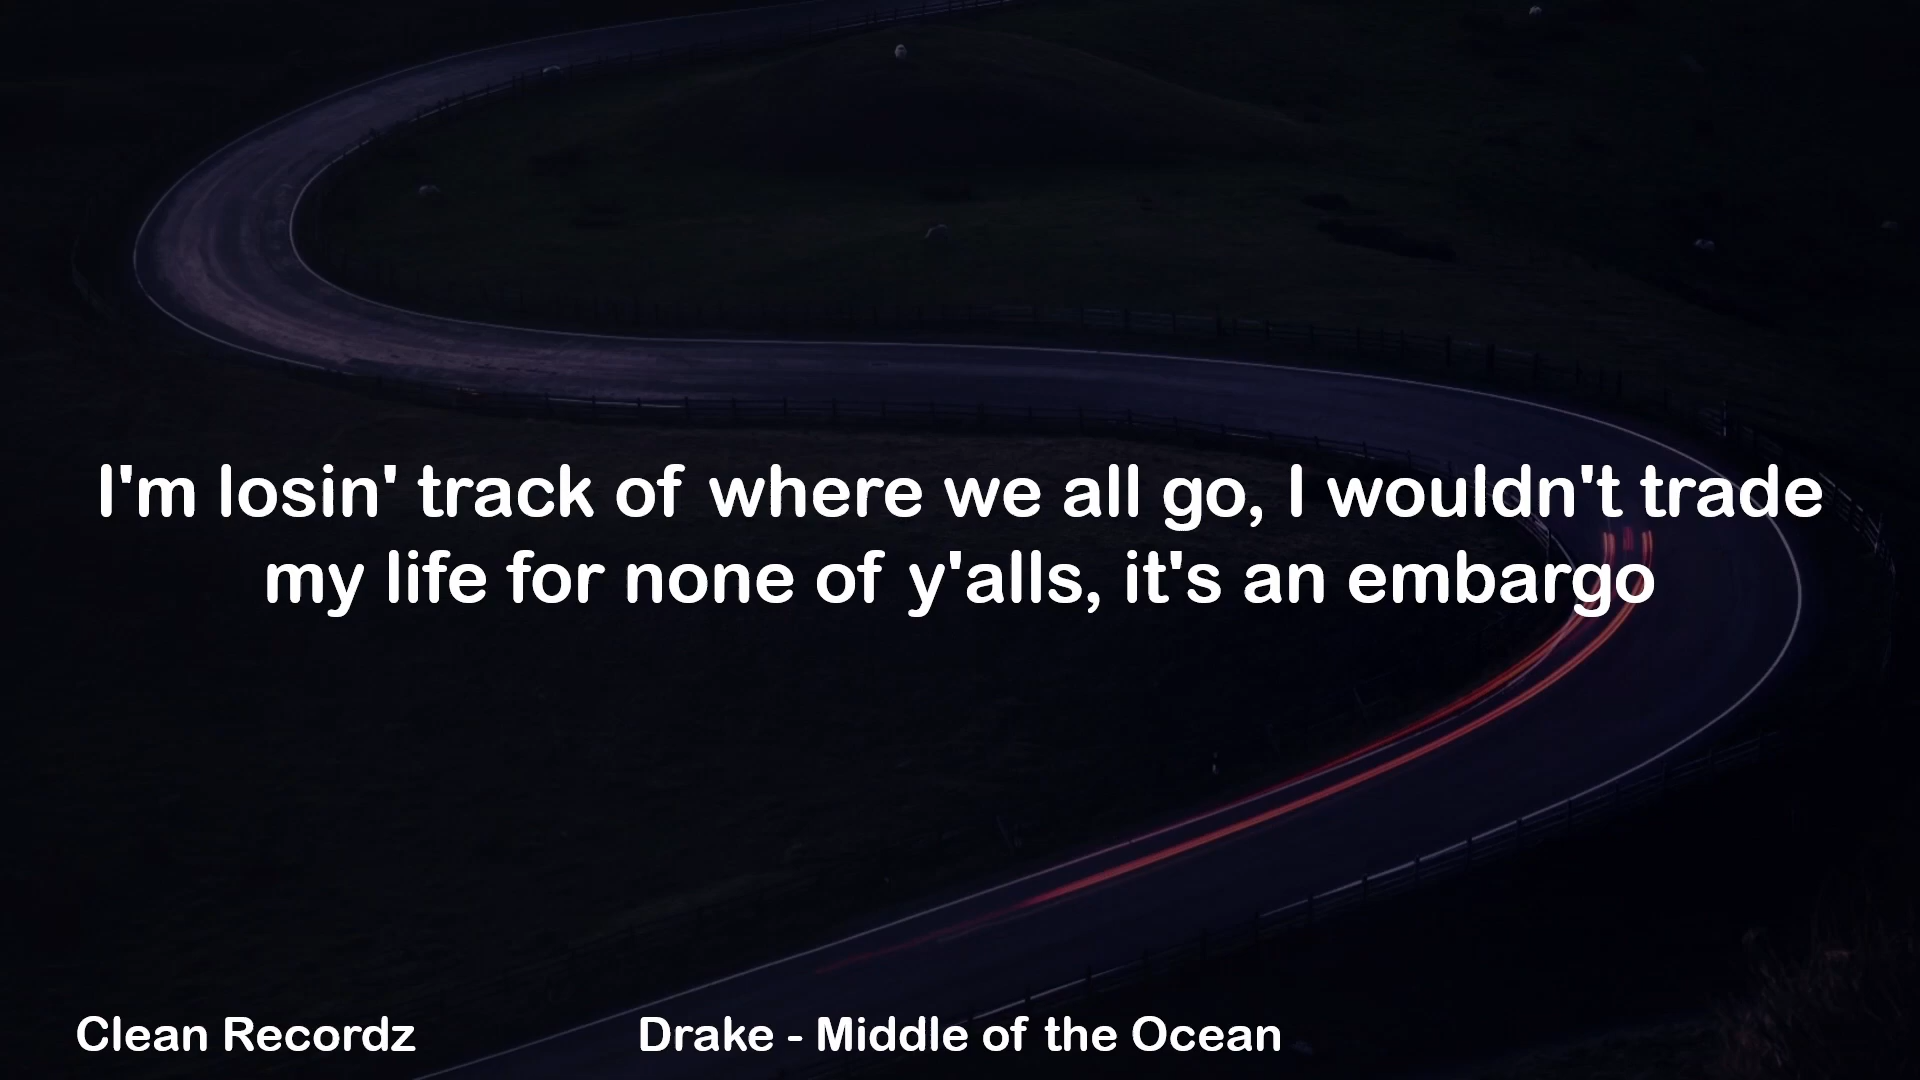 I'm losin' track of where we all go, I wouldn't trade
my life for none of y'alls, it's an embargo
Clean Recordz
Drake - Middle of the Ocean